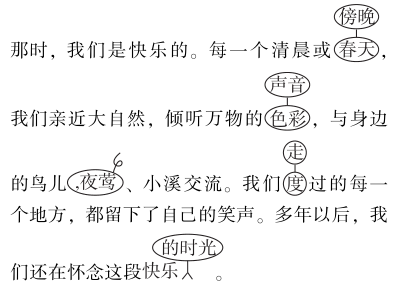 傍晚
那时，我们是快乐的。每一个清晨或春天，
声音
我们亲近大自然，倾听万物的色彩，与身边
走
的鸟儿、夜莺、小溪交流。我们度过的每一
个地方，都留下了自己的笑声。多年以后，我
的时光
们还在怀念这段快乐。